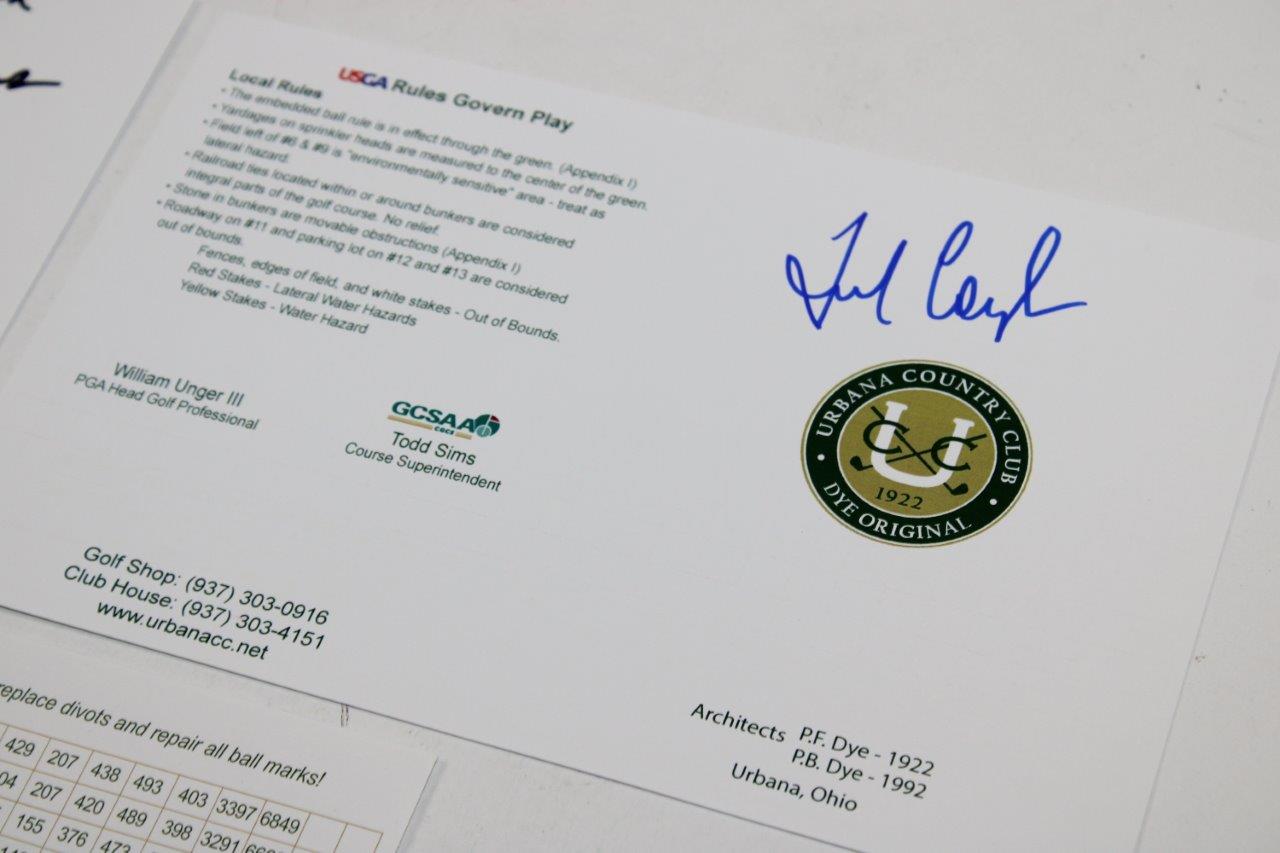 USGA Rules Govern Play
Local Rules
• The embedded ball rule is in effect through the green. (Appendix I)
• Yardages on sprinkler heads are measured to the center of the green.
• Field left of #6 & #9 is "environmentally sensitive" area - treat as
lateral hazard.
• Railroad ties located within or around bunkers are considered
integral parts of the golf course. No relief.
• Stone in bunkers are movable obstructions (Appendix I)
• Roadway on #11 and parking lot on #12 and #13 are considered
out of bounds.
Fences, edges of field, and white stakes - Out of Bounds.
Red Stakes - Lateral Water Hazards
Yellow Stakes - Water Hazard
William Unger III
PGA Head Golf Professional
GCSAA
CGCS
Todd Sims
Course Superintendent
Golf Shop: (937) 303-0916
Club House: (937) 303-4151
www.urbanacc.net
URBANA COUNTRY CLUB
UCC
1922
DYE ORIGINAL
Architects P.F. Dye - 1922
P.B. Dye - 1992
Urbana, Ohio
replace divots and repair all ball marks!
429 207 438 493 403 3397 6849
207 420 489 398 3291
155 376 473